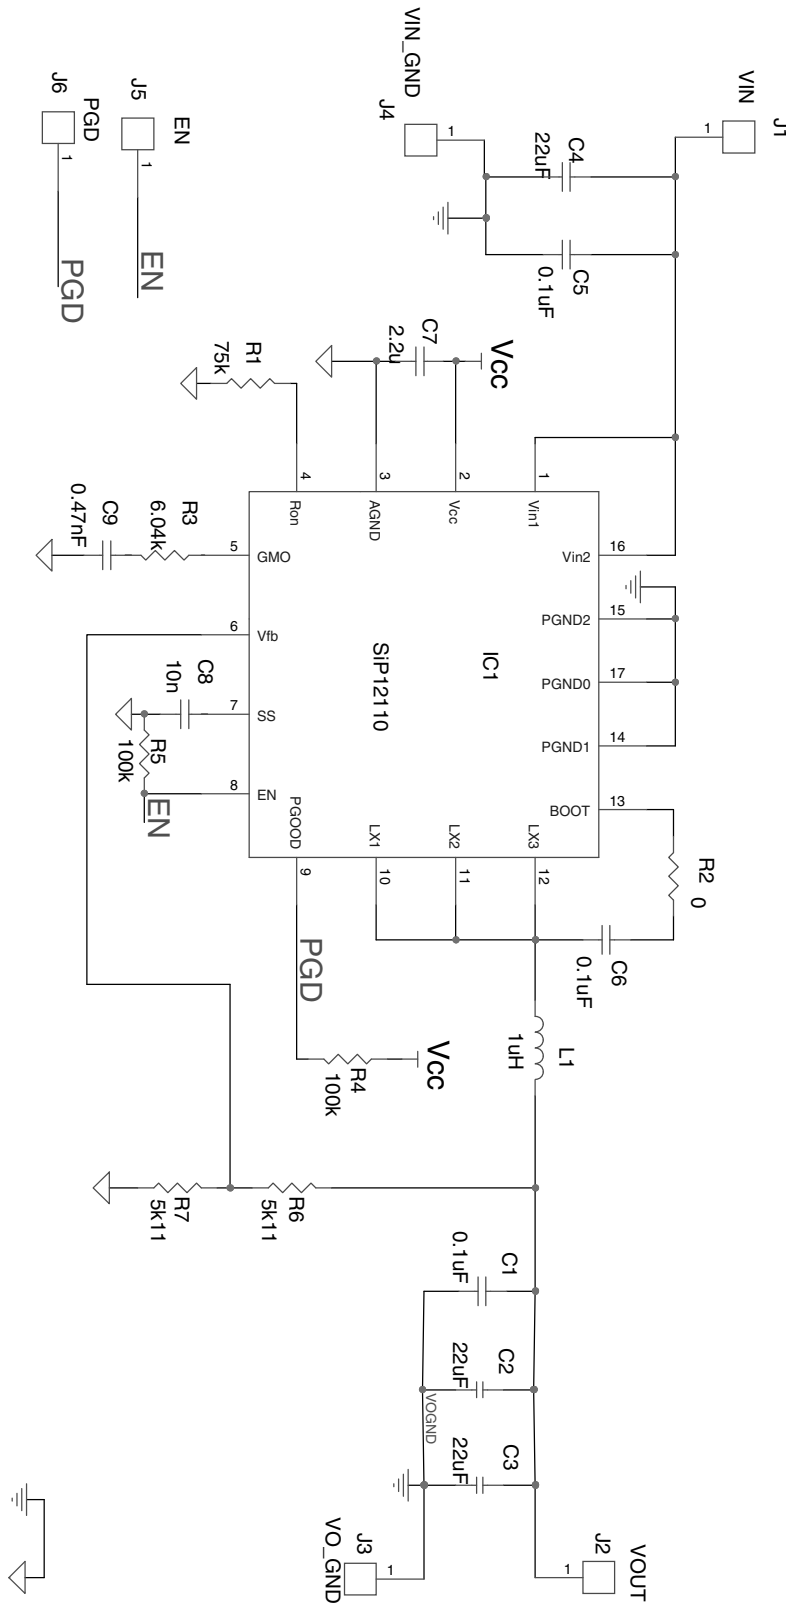 J1
VIN
1
VIN_GND
J4
1
C4
22uF
C5
0.1uF
J5
EN
1
EN
J6
PGD
1
PGD
Vcc
C7
2.2u
R1
75k
R3
6.04k
C9
0.47nF
C8
10n
R5
100k
EN
IC1
SiP12110
1
Vin1
2
Vcc
3
AGND
4
Ron
5
GMO
6
Vfb
7
SS
8
EN
9
PGOOD
10
LX1
11
LX2
12
LX3
13
BOOT
14
PGND1
17
PGND0
15
PGND2
16
Vin2
R2
0
C6
0.1uF
L1
1uH
PGD
Vcc
R4
100k
R6
5k11
R7
5k11
C1
0.1uF
C2
22uF
C3
22uF
VOGND
VOUT
J2
1
J3
VO_GND
1